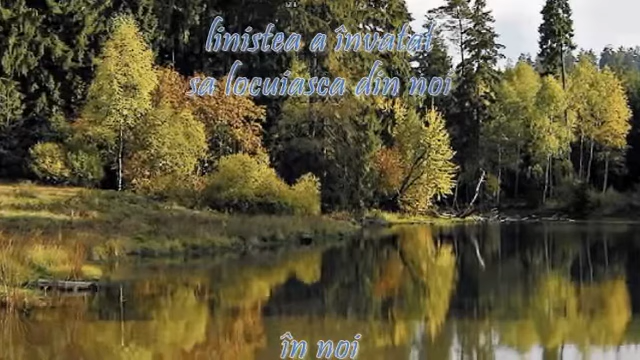 linistea a învatat
sa locuiasca din noi
în noi